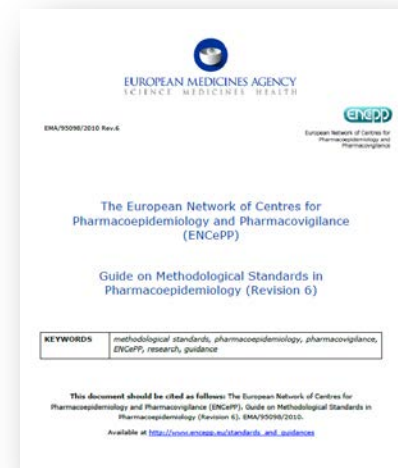 EUROPEAN MEDICINES AGENCY
SCIENCE MEDICINES HEALTH
EMA/95098/2010 Rev.6
ENCePP
European Network of Centres for
Pharmacoepidemiology and
Pharmacovigilance
The European Network of Centres for
Pharmacoepidemiology and Pharmacovigilance
(ENCePP)
Guide on Methodological Standards in
Pharmacoepidemiology (Revision 6)
KEYWORDS
methodological standards, pharmacoepidemiology, pharmacovigilance,
ENCePP, research, guidance
This document should be cited as follows: The European Network of Centres for
Pharmacoepidemiology and Pharmacovigilance (ENCePP). Guide on Methodological Standards in
Pharmacoepidemiology (Revision 6). EMA/95098/2010.
Available at http://www.encepp.eu/standards_and_guidances